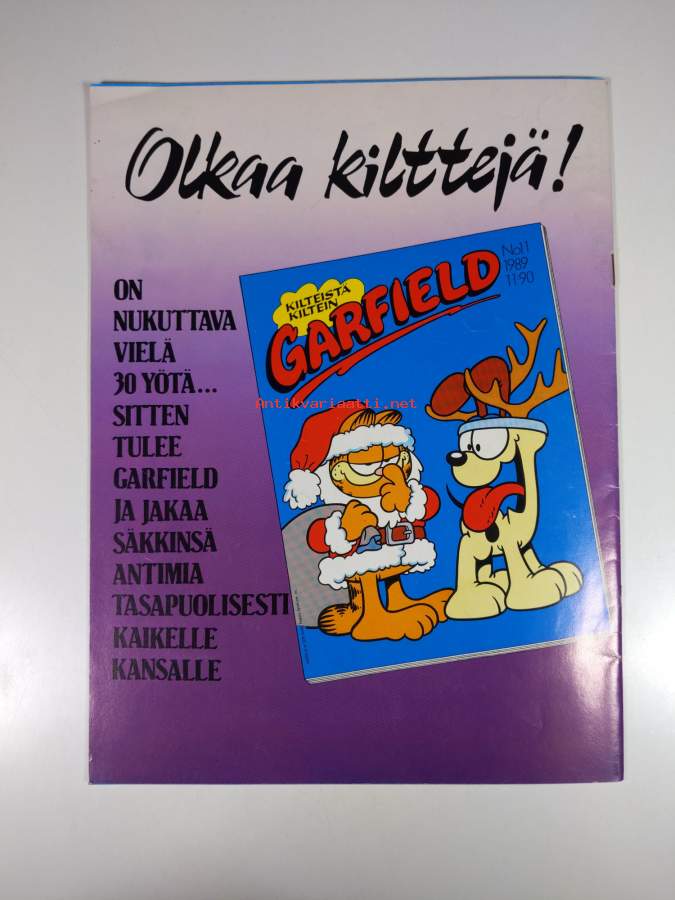 Olkaa kilttejä!
ON
NUKUTTAVA
VIELÄ
30 YÖTÄ...
SITTEN
TULEE
GARFIELD
JA JAKAA
SÄKKINSÄ
ANTIMIA
TASAPUOLISESTI
KAIKELLE
KANSALLE
KILTEISTÄ
KILTEIN
GARFIELD
No11
1989
11:90
Antikvariaatti.net